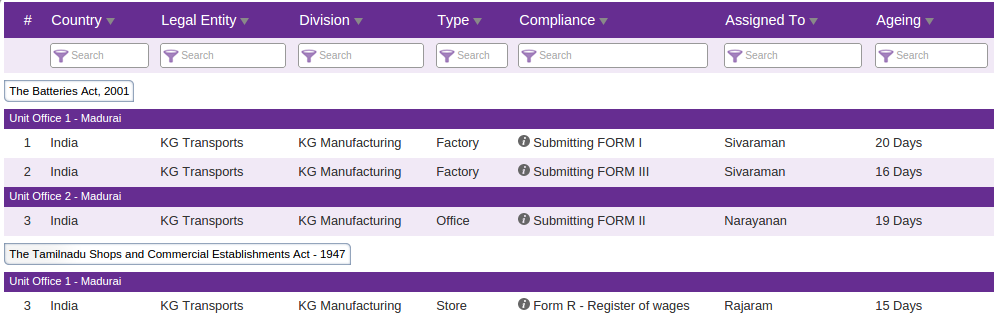 # Country Legal Entity Division Type Compliance Assigned To Ageing
Search Search Search Search Search Search Search
The Batteries Act, 2001
Unit Office 1 - Madurai
1 India KG Transports KG Manufacturing Factory Submitting FORM I Sivaraman 20 Days
2 India KG Transports KG Manufacturing Factory Submitting FORM III Sivaraman 16 Days
Unit Office 2 - Madurai
3 India KG Transports KG Manufacturing Office Submitting FORM II Narayanan 19 Days
The Tamilnadu Shops and Commercial Establishments Act - 1947
Unit Office 1 - Madurai
3 India KG Transports KG Manufacturing Store Form R - Register of wages Rajaram 15 Days